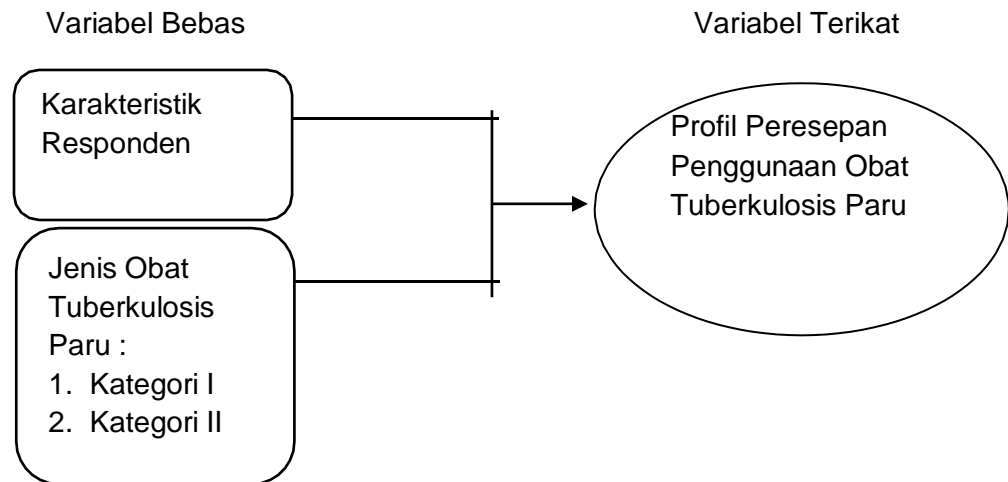 Variabel Bebas
Variabel Terikat
Karakteristik
Responden
Profil Peresepan
Penggunaan Obat
Tuberkulosis Paru
Jenis Obat
Tuberkulosis
Paru :
1. Kategori I
2. Kategori II